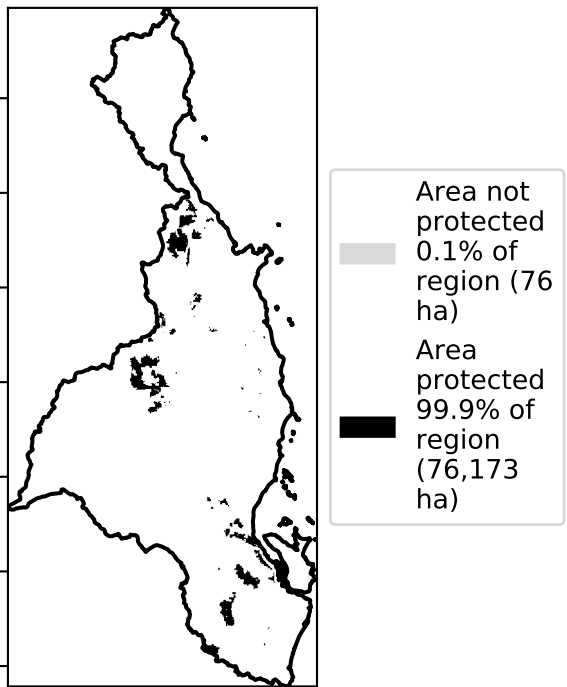 Area not
protected
0.1% of
region (76
ha)
Area
protected
99.9% of
region
(76,173
ha)